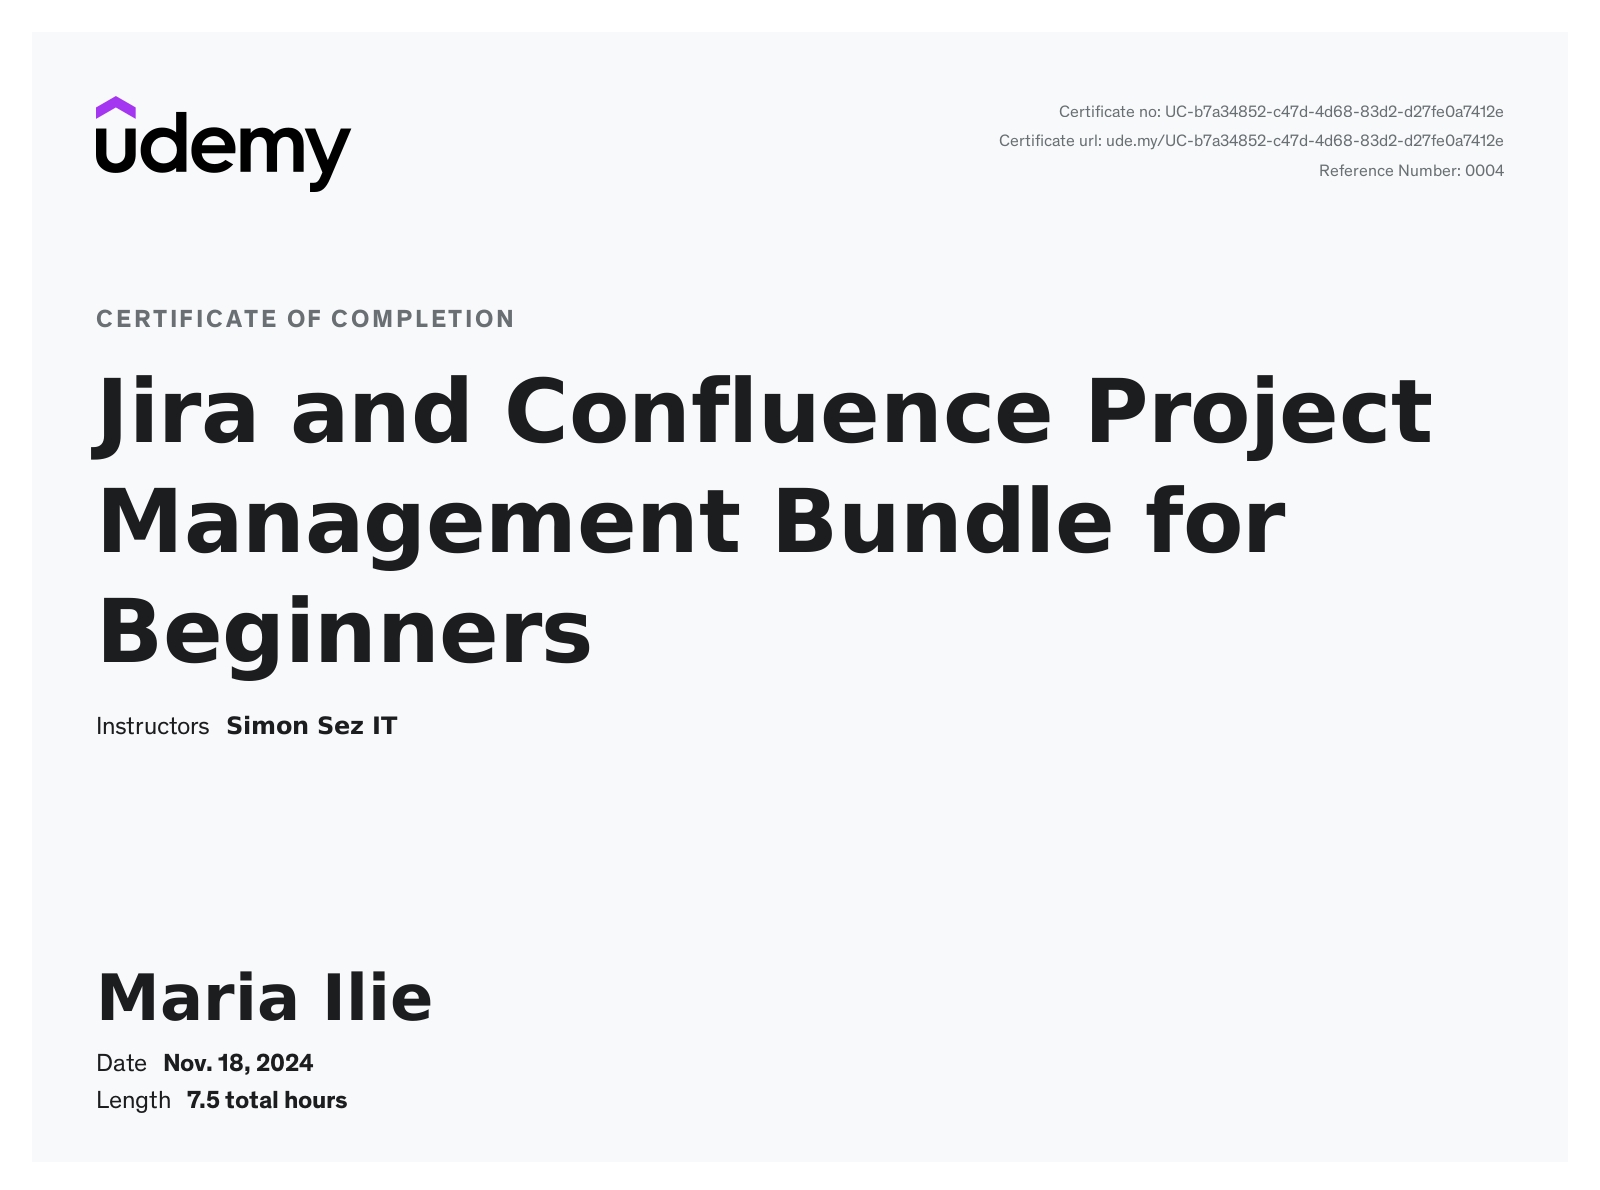 udemy
Certificate no: UC-b7a34852-c47d-4d68-83d2-d27fe0a7412e
Certificate url: ude.my/UC-b7a34852-c47d-4d68-83d2-d27fe0a7412e
Reference Number: 0004
CERTIFICATE OF COMPLETION
Jira and Confluence Project
Management Bundle for
Beginners
Instructors Simon Sez IT
Maria Ilie
Date Nov. 18, 2024
Length 7.5 total hours